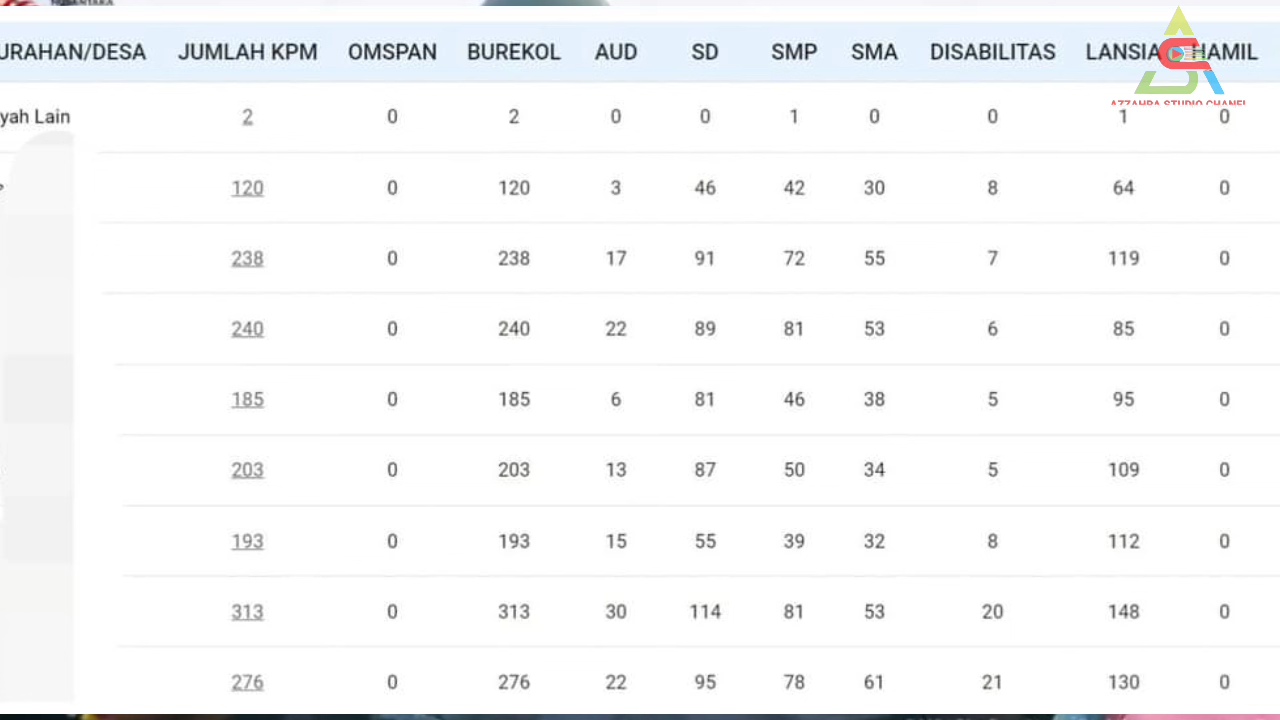 NUSANTARA
URAHAN/DESA JUMLAH KPM OMSPAN BUREKOL AUD SD SMP SMA DISABILITAS LANSIA HAMIL
AZZAHRA STUDIO CHANEL
yah Lain 2 0 2 0 0 1 0 0 1 0
120 0 120 3 46 42 30 8 64 0
238 0 238 17 91 72 55 7 119 0
240 0 240 22 89 81 53 6 85 0
185 0 185 6 81 46 38 5 95 0
203 0 203 13 87 50 34 5 109 0
193 0 193 15 55 39 32 8 112 0
313 0 313 30 114 81 53 20 148 0
276 0 276 22 95 78 61 21 130 0